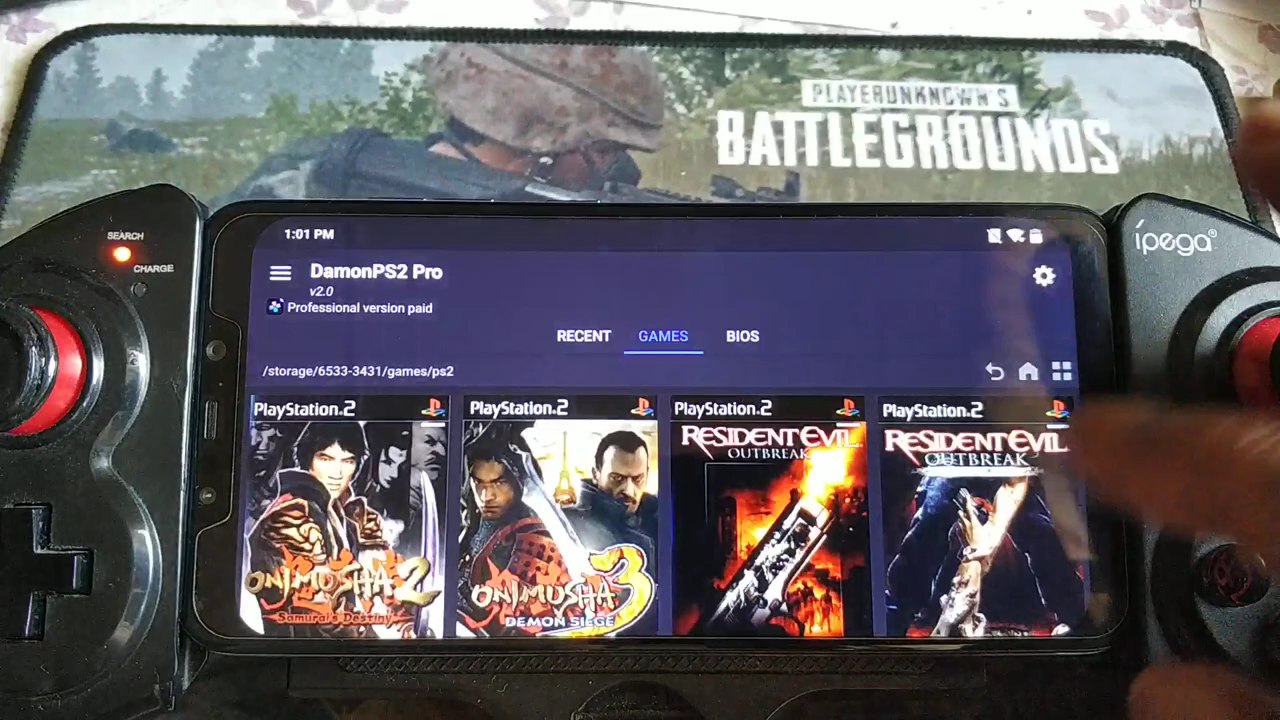 PLAYERUNKNOWN'S
BATTLEGROUNDS
SEARCH
CHARGE
ípega®
1:01 PM
DamonPS2 Pro
v2.0
Professional version paid
RECENT
GAMES
BIOS
/storage/6533-3431/games/ps2
PlayStation.2
PlayStation.2
PlayStation.2
PlayStation.2
ONIMUSHA 2
Samurai's Destiny
ONIMUSHA 3
DEMON SIEGE
RESIDENT EVIL
OUTBREAK
RESIDENT EVIL
OUTBREAK